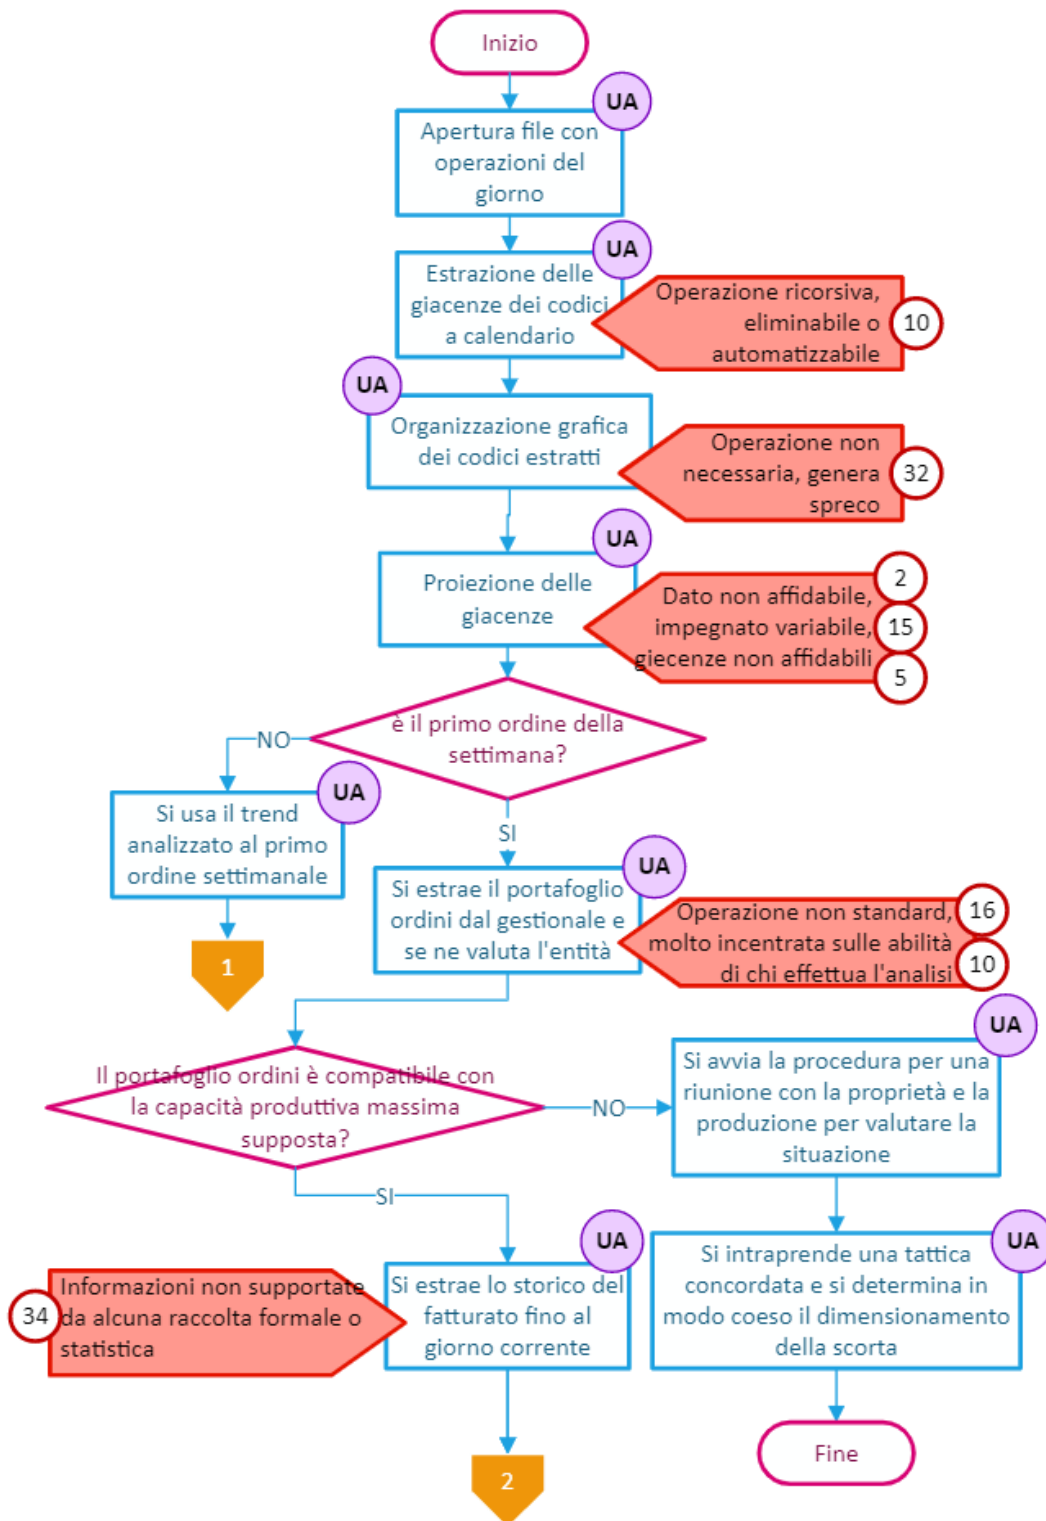 Inizio
UA
Apertura file con
operazioni del
giorno
UA
Estrazione delle
giacenze dei codici
a calendario
Operazione ricorsiva,
eliminabile o
automatizzabile
10
UA
Organizzazione grafica
dei codici estratti
Operazione non
necessaria, genera
spreco
32
UA
Proiezione delle
giacenze
Dato non affidabile,
impegnato variabile,
giecenze non affidabili
2
15
5
è il primo ordine della
settimana?
NO
UA
Si usa il trend
analizzato al primo
ordine settimanale
1
SI
UA
Si estrae il portafoglio
ordini dal gestionale e
se ne valuta l'entità
Operazione non standard,
molto incentrata sulle abilità
di chi effettua l'analisi
16
10
Il portafoglio ordini è compatibile con
la capacità produttiva massima
supposta?
NO
UA
Si avvia la procedura per una
riunione con la proprietà e la
produzione per valutare la
situazione
SI
UA
Si estrae lo storico del
fatturato fino al
giorno corrente
34
Informazioni non supportate
da alcuna raccolta formale o
statistica
2
UA
Si intraprende una tattica
concordata e si determina in
modo coeso il dimensionamento
della scorta
Fine